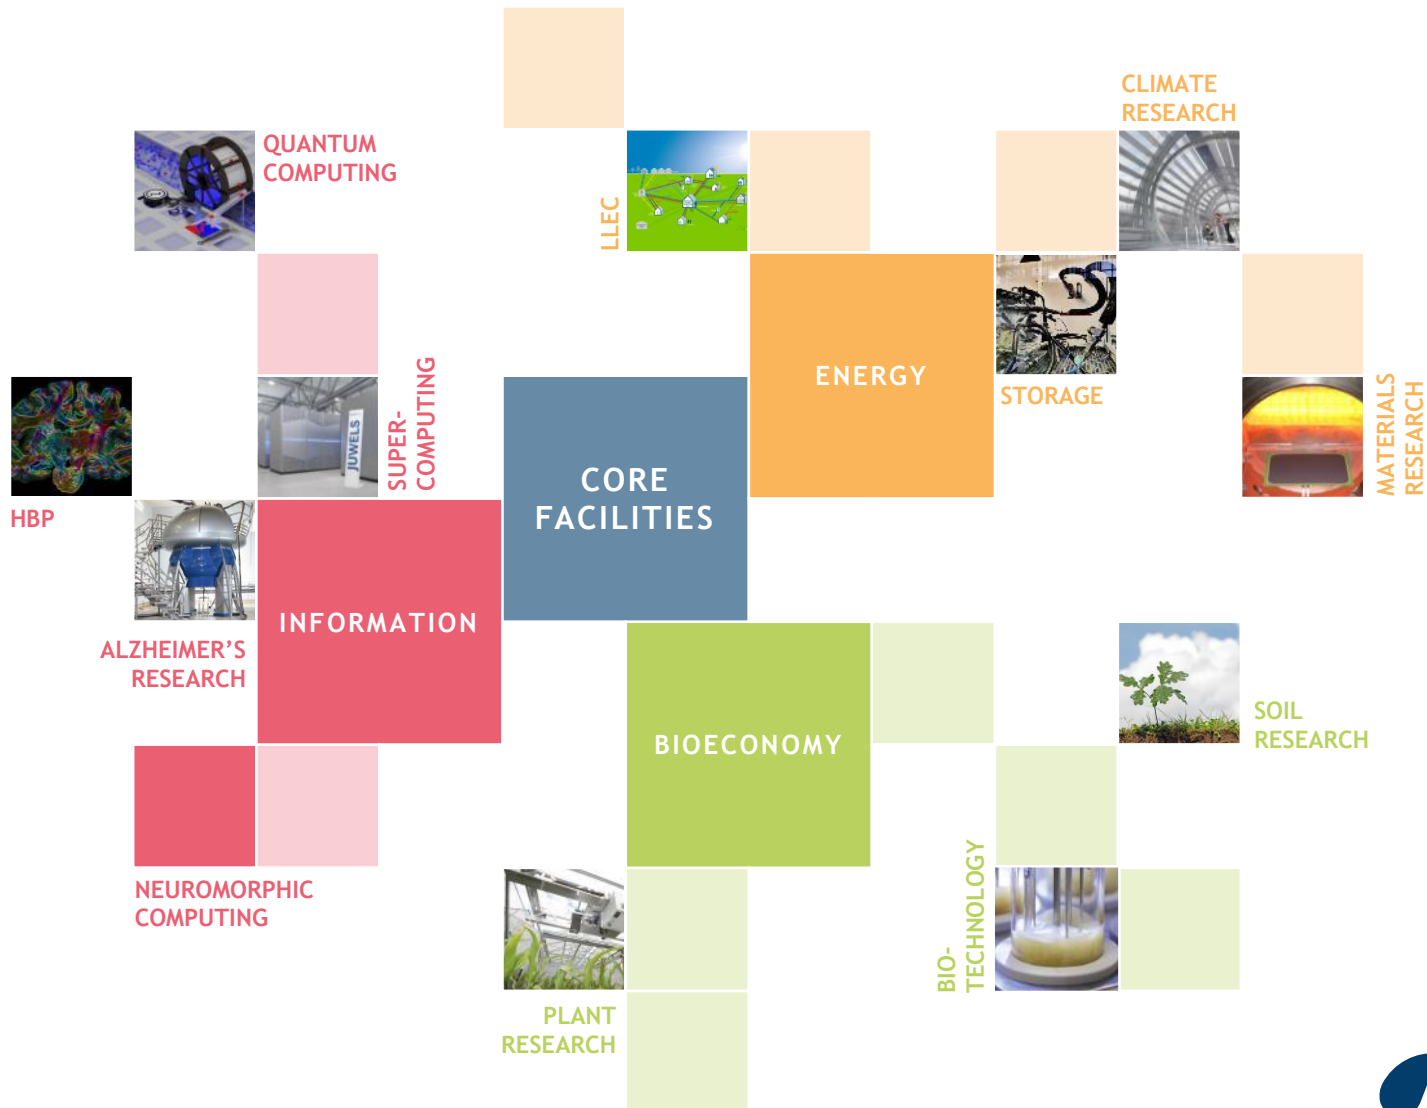 CLIMATE
RESEARCH
QUANTUM
COMPUTING
LLEC
ENERGY
STORAGE
MATERIALS
RESEARCH
SUPER-
COMPUTING
JUWELS
HBP
CORE
FACILITIES
INFORMATION
ALZHEIMER’S
RESEARCH
BIOECONOMY
SOIL
RESEARCH
NEUROMORPHIC
COMPUTING
BIO-
TECHNOLOGY
PLANT
RESEARCH